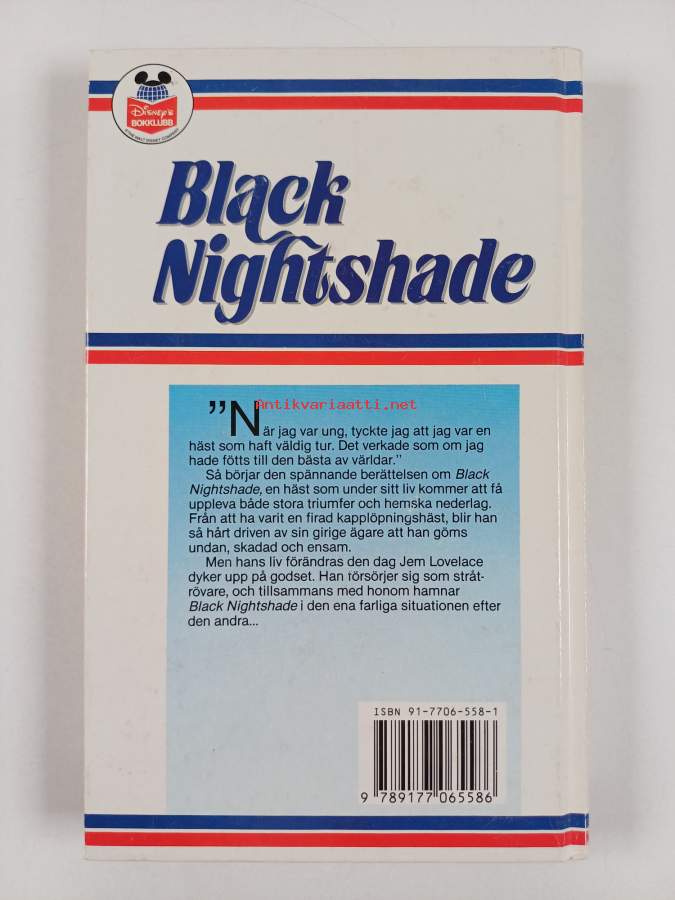 DISNEY'S
BOKKLUBB
©THE WALT DISNEY COMPANY
Black
Nightshade
Antikvariaatti.net
”När jag var ung, tyckte jag att jag var en
häst som haft väldig tur. Det verkade som om jag
hade fötts till den bästa av världar.”
Så börjar den spännande berättelsen om Black
Nightshade, en häst som under sitt liv kommer att få
uppleva både stora triumfer och hemska nederlag.
Från att ha varit en firad kapplöpningshäst, blir han
så hårt driven av sin girige ägare att han göms
undan, skadad och ensam.
Men hans liv förändras den dag Jem Lovelace
dyker upp på godset. Han rörsörjer sig som stråt-
rövare, och tillsammans med honom hamnar
Black Nightshade i den ena farliga situationen efter
den andra...
ISBN 91-7706-558-1
9 789177 065586